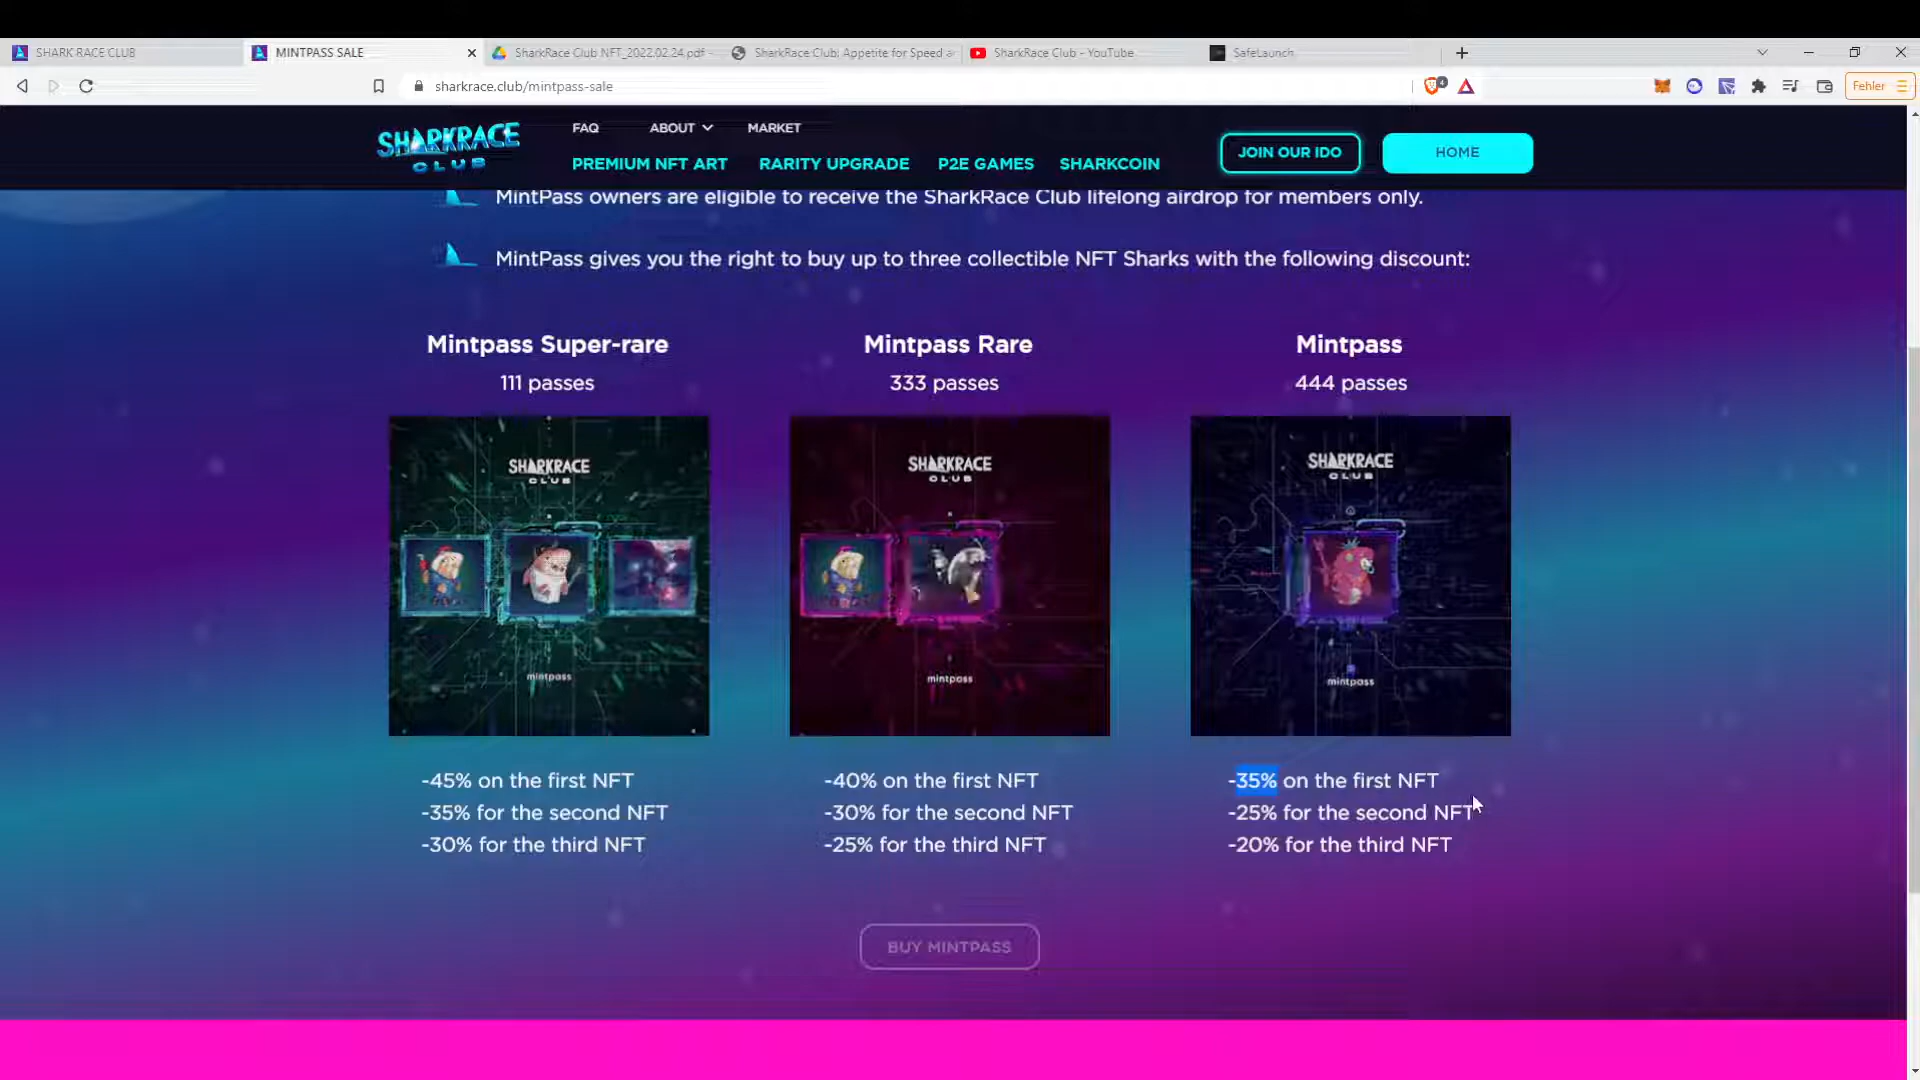 SHARK RACE CLUB
MINTPASS SALE
SharkRace Club NFT_2022.02.24.pdf -
SharkRace Club: Appetite for Speed a
SharkRace Club - YouTube
SafeLaunch
sharkrace.club/mintpass-sale
4
Fehler
SHARKRACE
CLUB
FAQ
ABOUT
MARKET
PREMIUM NFT ART
RARITY UPGRADE
P2E GAMES
SHARKCOIN
JOIN OUR IDO
HOME
MintPass owners are eligible to receive the SharkRace Club lifelong airdrop for members only.
MintPass gives you the right to buy up to three collectible NFT Sharks with the following discount:
Mintpass Super-rare
111 passes
SHARKRACE
CLUB
mintpass
-45% on the first NFT
-35% for the second NFT
-30% for the third NFT
Mintpass Rare
333 passes
SHARKRACE
CLUB
mintpass
-40% on the first NFT
-30% for the second NFT
-25% for the third NFT
Mintpass
444 passes
SHARKRACE
CLUB
mintpass
-35% on the first NFT
-25% for the second NFT
-20% for the third NFT
BUY MINTPASS